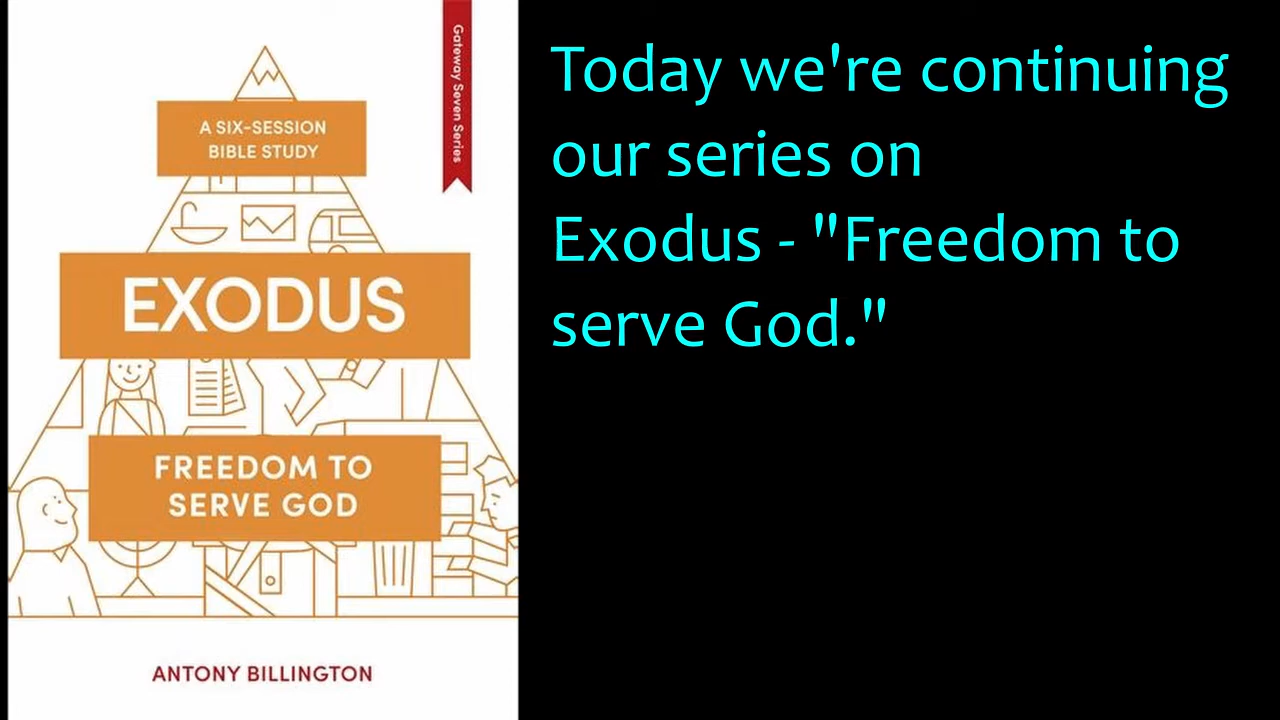 Gateway Seven Series
A SIX-SESSION
BIBLE STUDY
EXODUS
FREEDOM TO
SERVE GOD
ANTONY BILLINGTON
Today we're continuing
our series on
Exodus - "Freedom to
serve God."